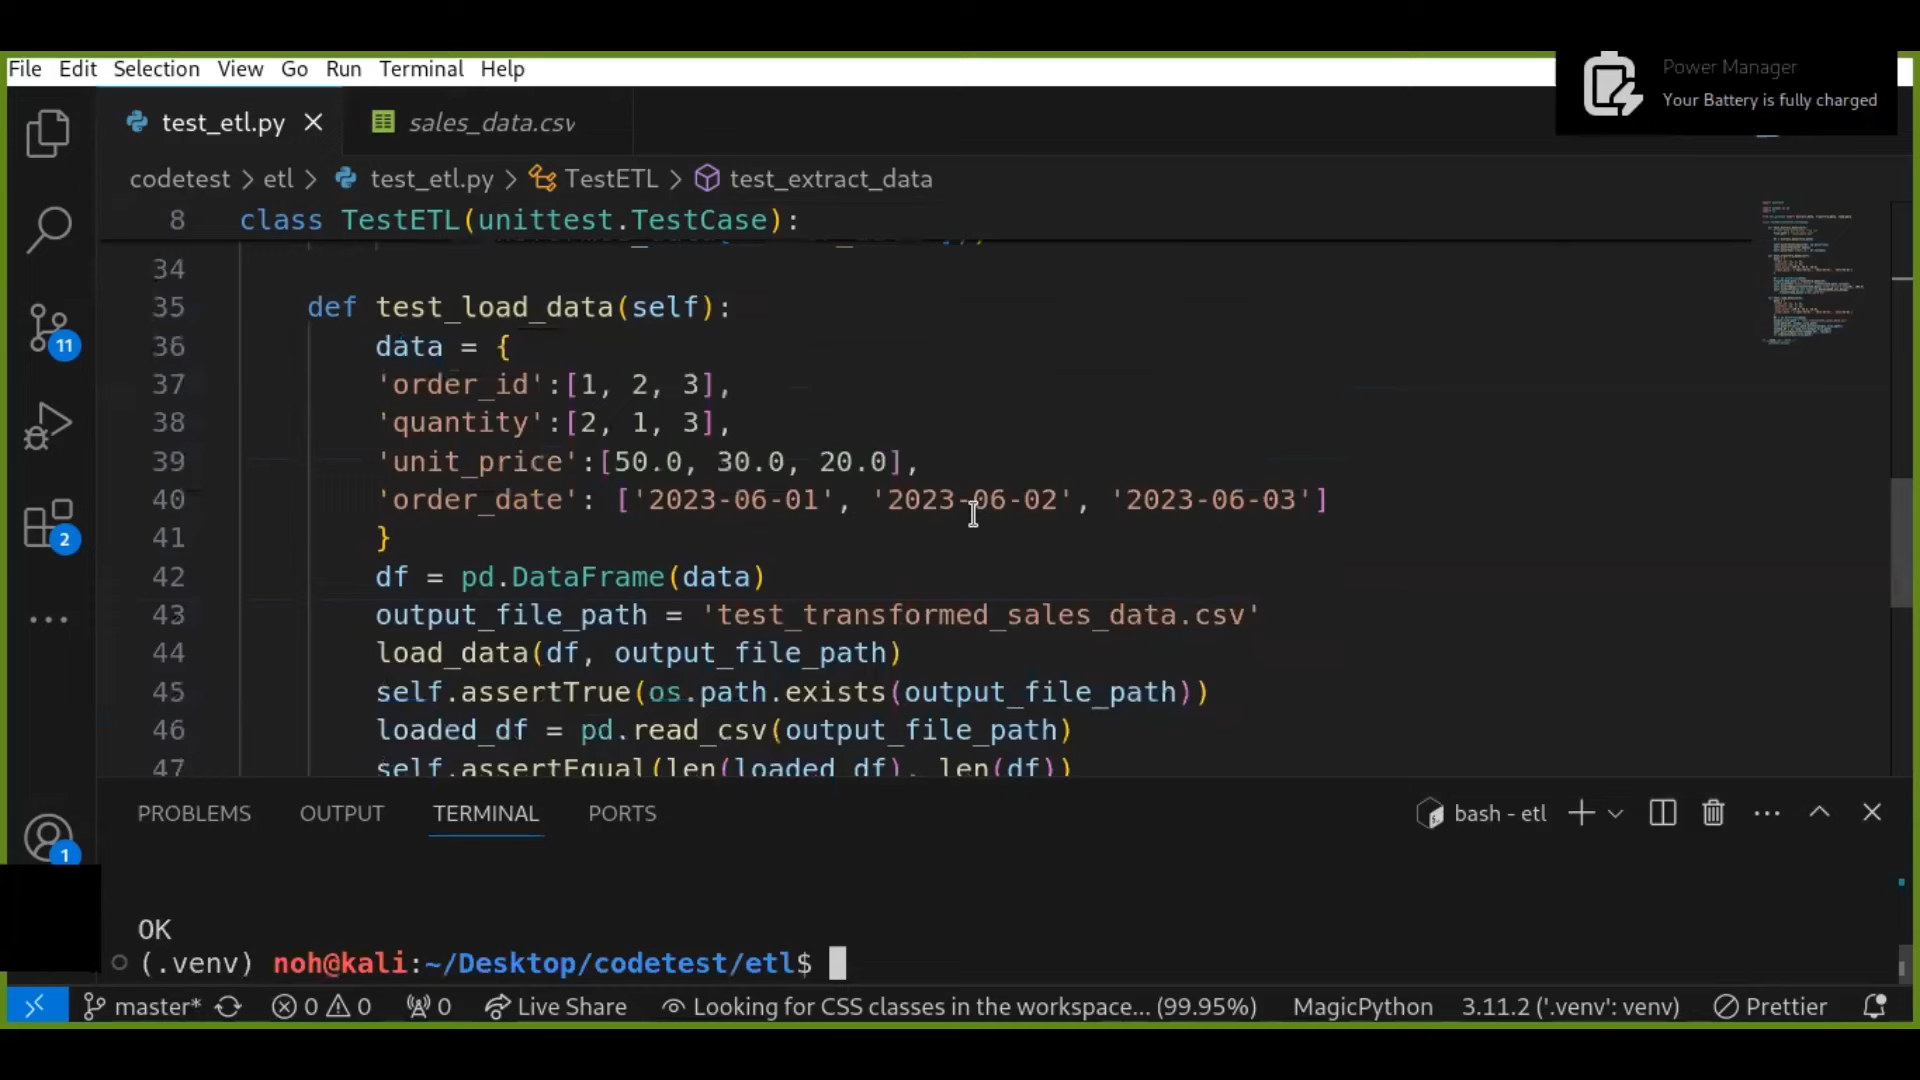 File Edit Selection View Go Run Terminal Help
Power Manager
Your Battery is fully charged
test_etl.py
sales_data.csv
codetest > etl > test_etl.py > TestETL > test_extract_data
8 class TestETL(unittest.TestCase):
34
35 def test_load_data(self):
36 data = {
37 'order_id':[1, 2, 3],
38 'quantity':[2, 1, 3],
39 'unit_price':[50.0, 30.0, 20.0],
40 'order_date': ['2023-06-01', '2023-06-02', '2023-06-03']
41 }
42 df = pd.DataFrame(data)
43 output_file_path = 'test_transformed_sales_data.csv'
44 load_data(df, output_file_path)
45 self.assertTrue(os.path.exists(output_file_path))
46 loaded_df = pd.read_csv(output_file_path)
47 self.assertEqual(len(loaded_df), len(df))
11
2
1
PROBLEMS OUTPUT TERMINAL PORTS
bash - etl
OK
(.venv) noh@kali:~/Desktop/codetest/etl$
master* 0 0 0 Live Share Looking for CSS classes in the workspace... (99.95%) MagicPython 3.11.2 ('.venv': venv) Prettier